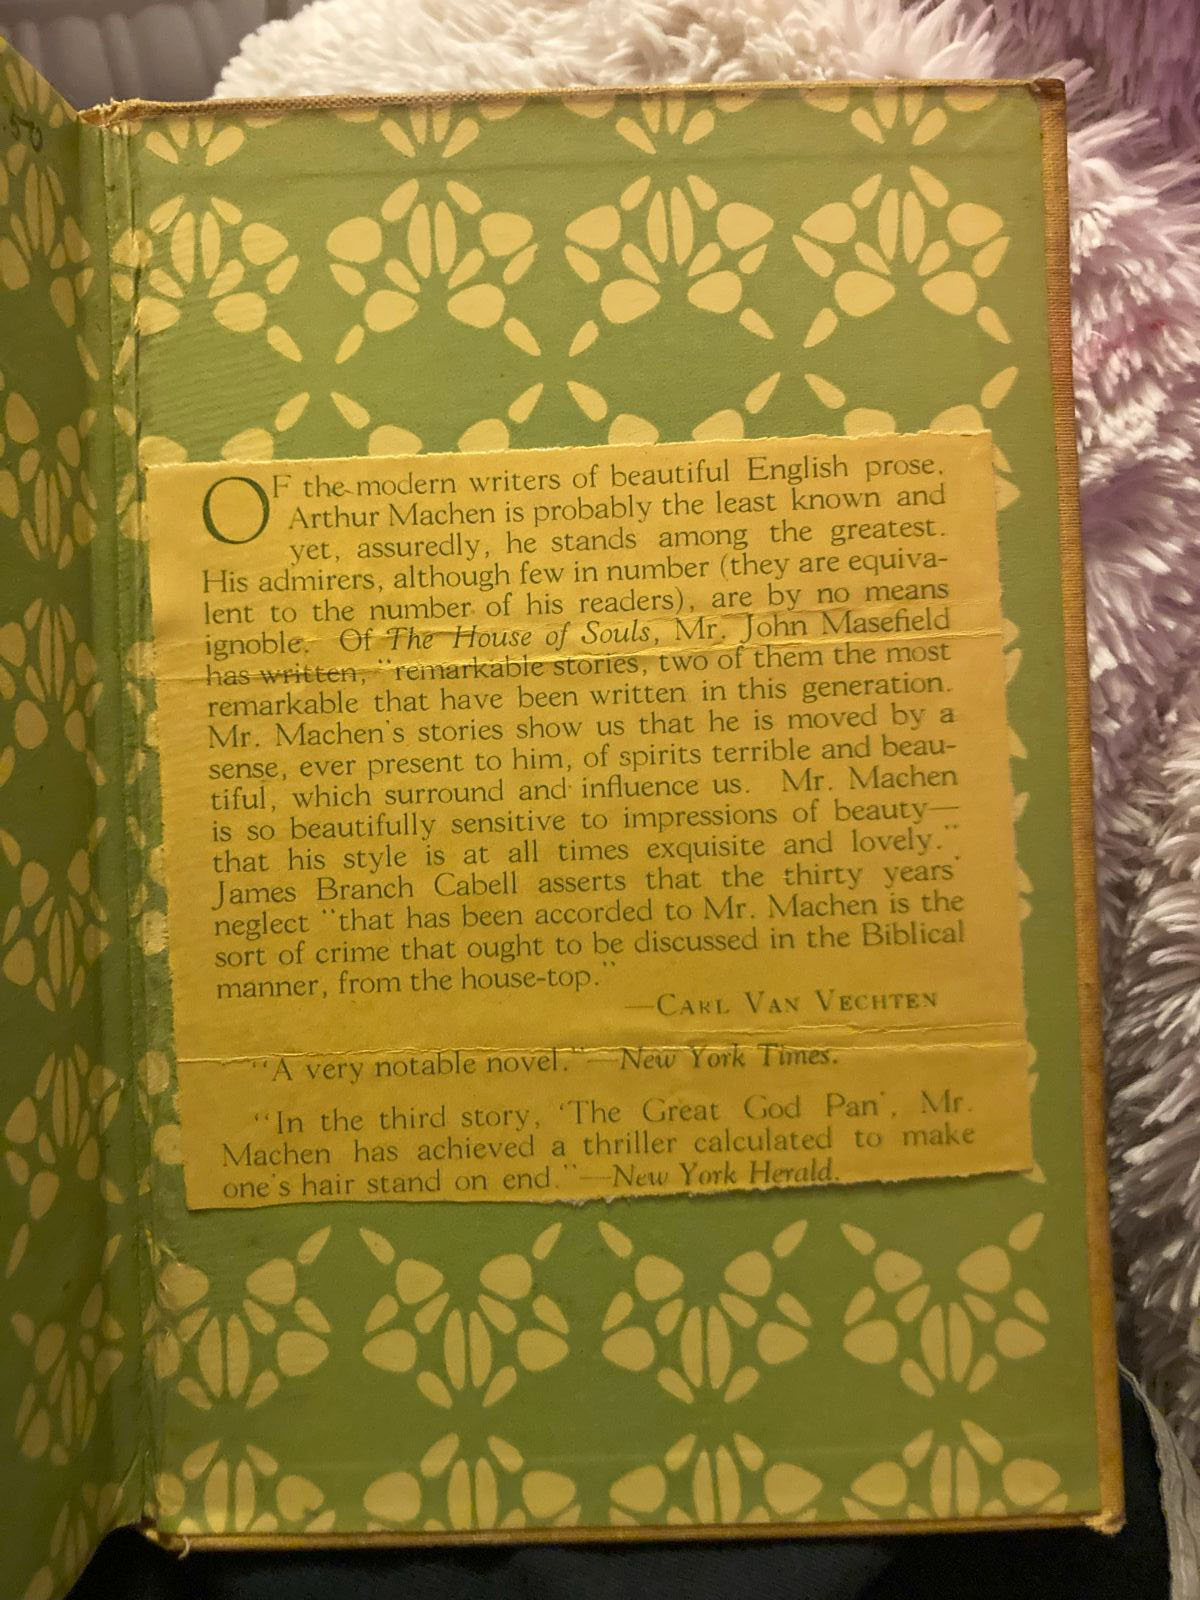 .50
OF the modern writers of beautiful English prose,
Arthur Machen is probably the least known and
yet, assuredly, he stands among the greatest.
His admirers, although few in number (they are equiva-
lent to the number of his readers), are by no means
ignoble. Of The House of Souls, Mr. John Masefield
has written, "remarkable stories, two of them the most
remarkable that have been written in this generation.
Mr. Machen's stories show us that he is moved by a
sense, ever present to him, of spirits terrible and beau-
tiful, which surround and influence us. Mr. Machen
is so beautifully sensitive to impressions of beauty—
that his style is at all times exquisite and lovely."
James Branch Cabell asserts that the thirty years'
neglect "that has been accorded to Mr. Machen is the
sort of crime that ought to be discussed in the Biblical
manner, from the house-top."
—CARL VAN VECHTEN
"A very notable novel."—New York Times.
"In the third story, 'The Great God Pan', Mr.
Machen has achieved a thriller calculated to make
one's hair stand on end."—New York Herald.